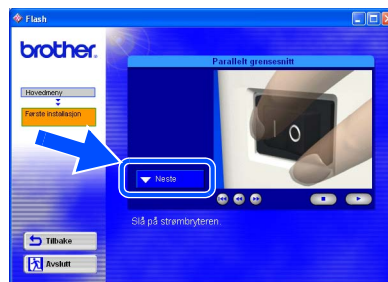 Flash
brother.
Parallelt grensesnitt
Hovedmeny
Første installasjon
Neste
Slå på strømbryteren.
Tilbake
Avslutt